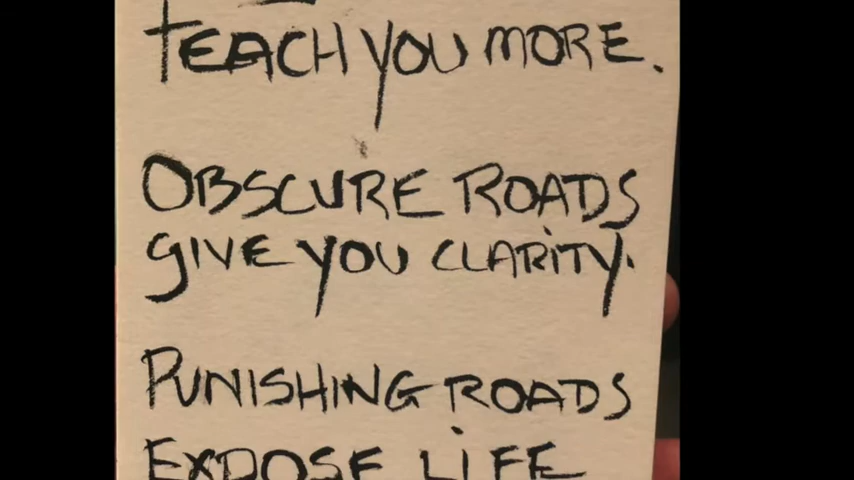 TEACH YOU MORE.
OBSCURE ROADS
GIVE YOU CLARITY.
PUNISHING ROADS
EXPOSE LIFE